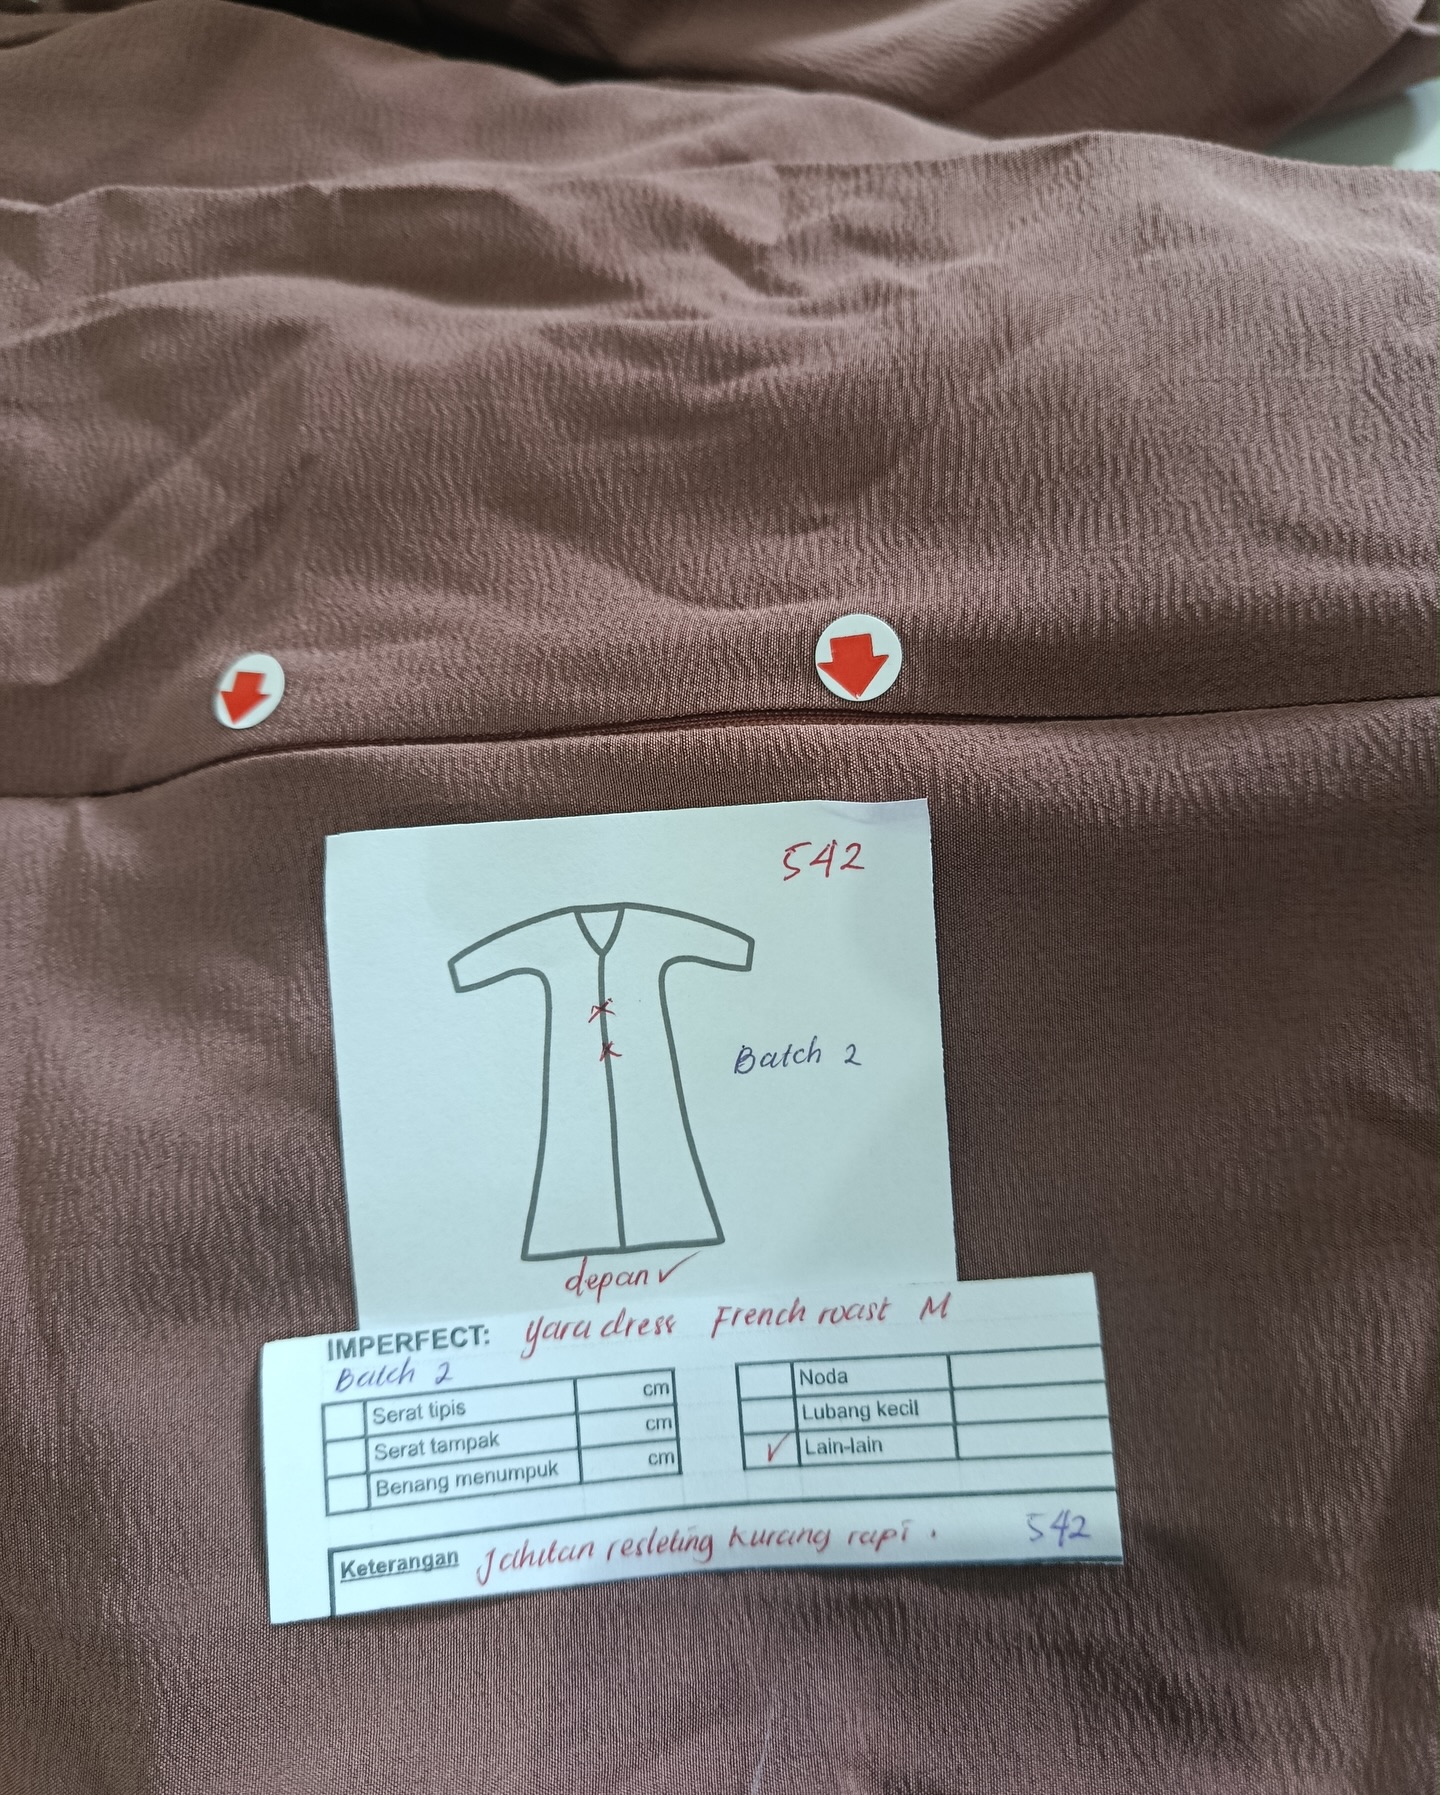 542
Batch 2
depan ✓
IMPERFECT: Yara dress French roast M
Batch 2
Serat tipis cm
Serat tampak cm
Benang menumpuk cm
Noda
Lubang kecil
✓ Lain-lain
Keterangan Jahitan resleting kurang rapi.
542